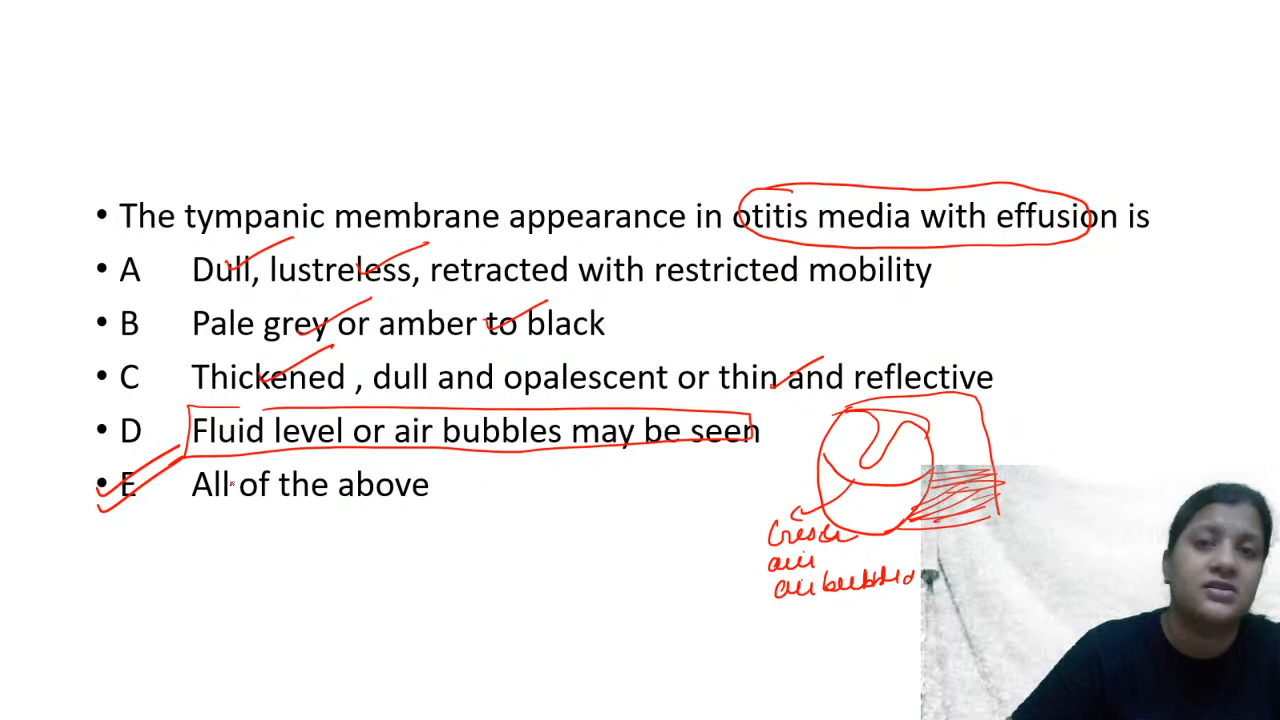 • The tympanic membrane appearance in otitis media with effusion is
• A Dull, lustreless, retracted with restricted mobility
• B Pale grey or amber to black
• C Thickened , dull and opalescent or thin and reflective
• D Fluid level or air bubbles may be seen
• E All of the above
air
air bubbled